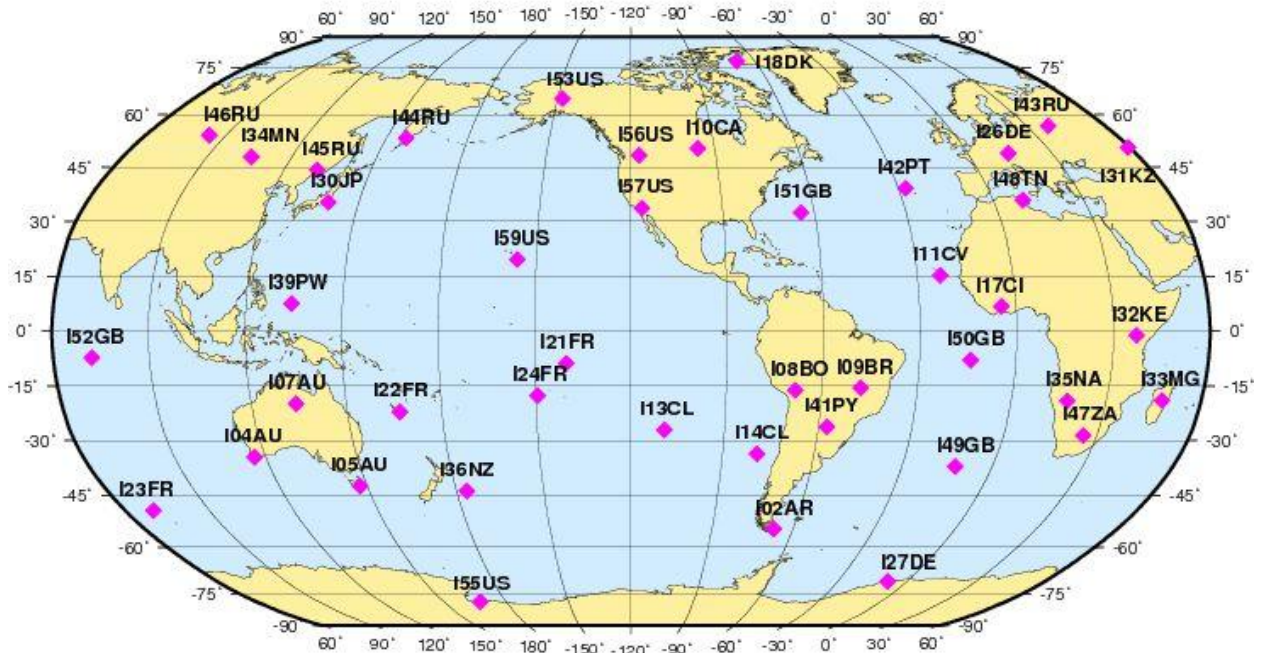 60° 90° 120° 150° 180° -150° -120° -90° -60° -30° 0° 30° 60°
90° 90°
75° I18DK 75°
I53US
60° I46RU I44RU I43RU 60°
I34MN I56US I10CA I26DE
I45RU
45° I42PT I31KZ 45°
I30JP I57US I51GB I48TN
30° 30°
I59US I11CV
15° I39PW I17CI 15°
I32KE
0° 0°
I52GB I21FR I50GB
I24FR I08BO I09BR
-15° I07AU I22FR I35NA I33MG -15°
I13CL I41PY I47ZA
-30° I04AU I14CL -30°
I05AU I36NZ I49GB
-45° I23FR -45°
I02AR
-60° -60°
I27DE
-75° I55US -75°
-90° -90°
60° 90° 120° 150° 180° -150° -120° -90° -60° -30° 0° 30° 60°